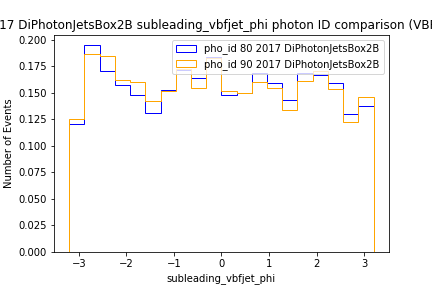 17 DiPhotonJetsBox2B subleading_vbfjet_phi photon ID comparison
pho_id 80 2017 DiPhotonJetsBox2B
pho_id 90 2017 DiPhotonJetsBox2B
Number of Events
0.200
0.175
0.150
0.125
0.100
0.075
0.050
0.025
0.000
−3 −2 −1 0 1 2 3
subleading_vbfjet_phi